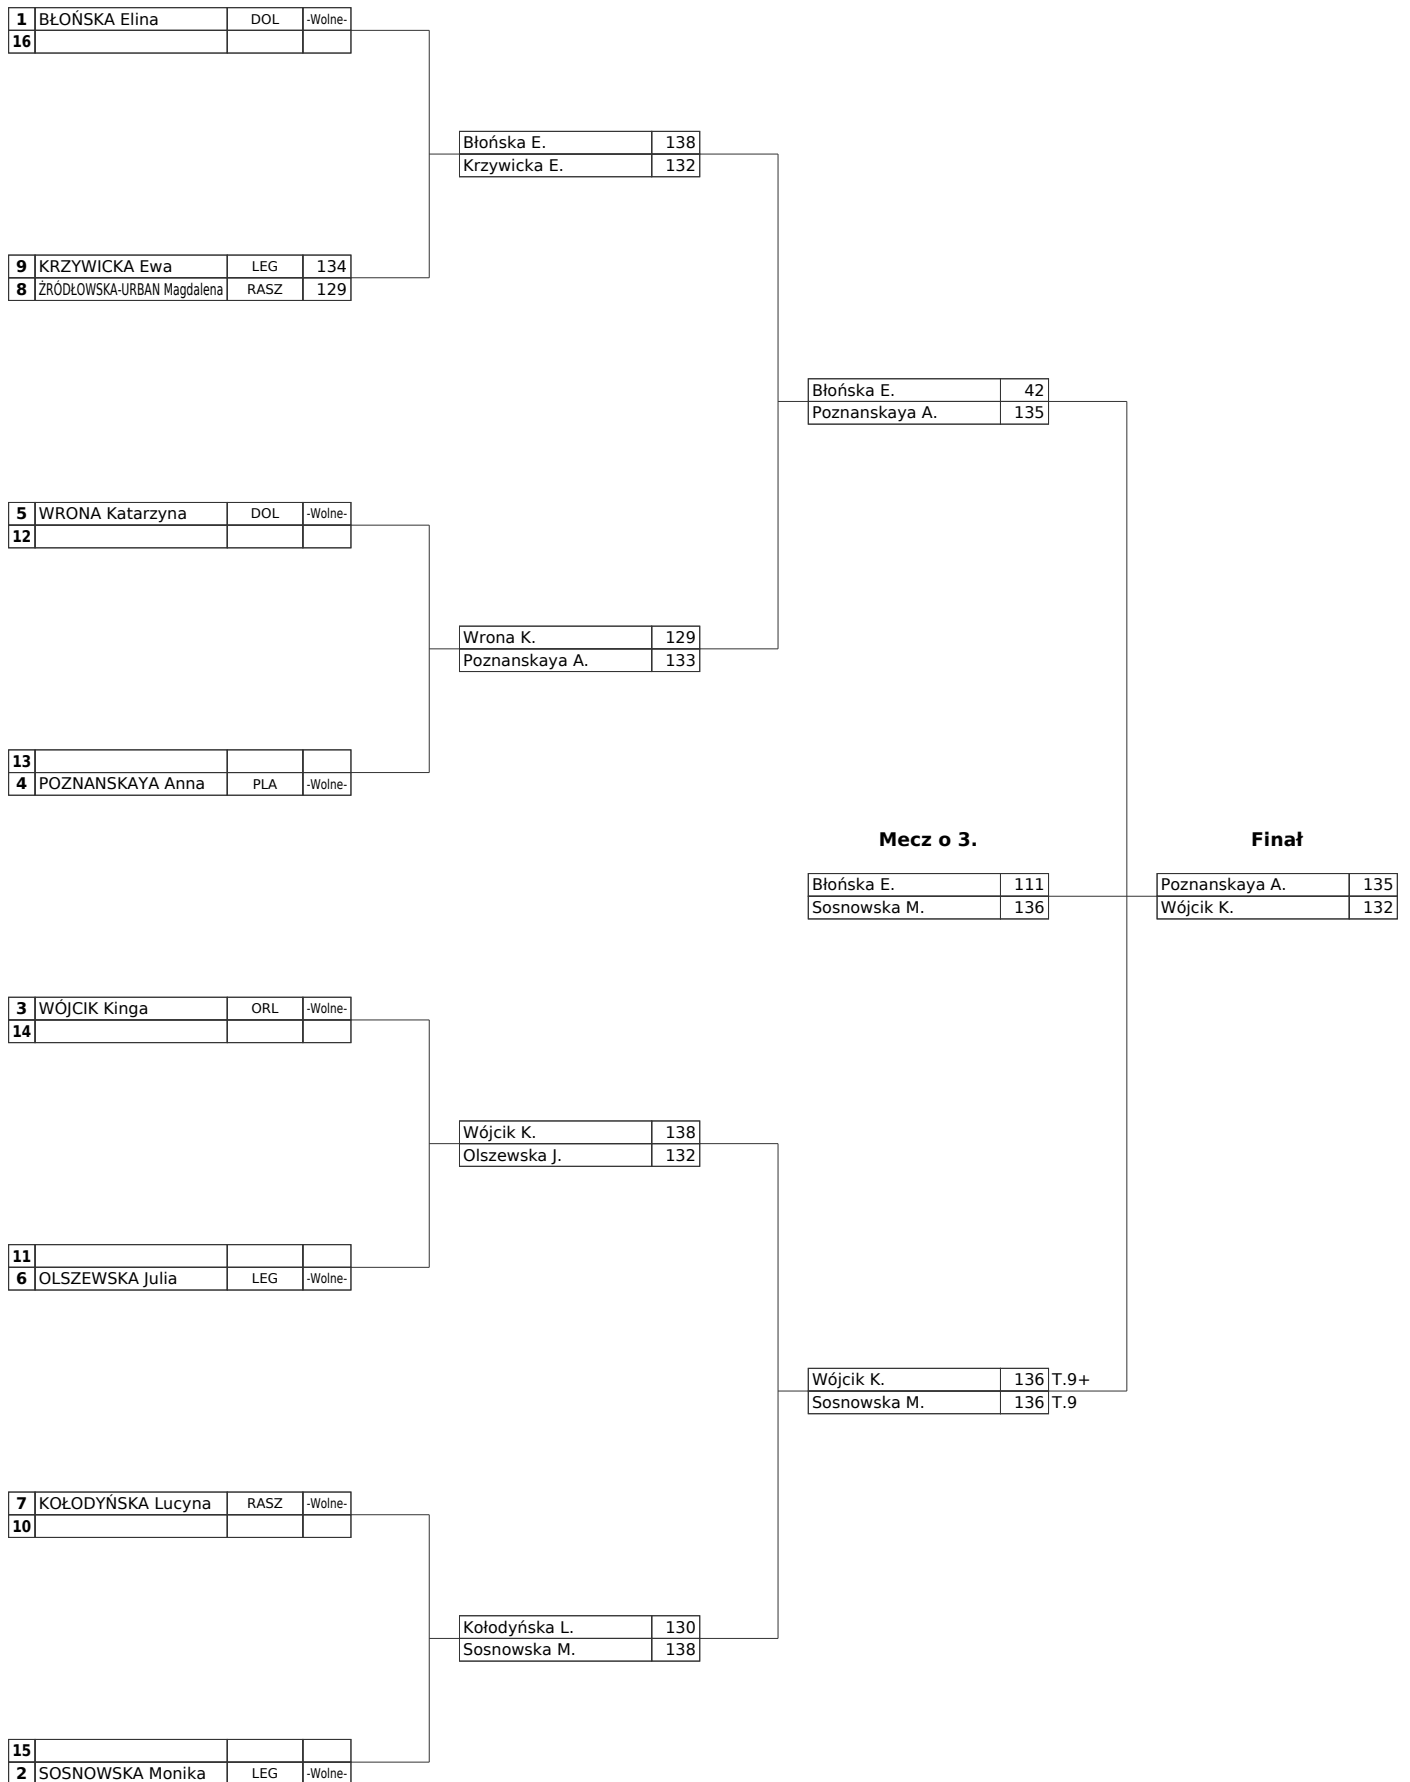 1 BŁOŃSKA Elina DOL -Wolne-
16
Błońska E. 138
Krzywicka E. 132
9 KRZYWICKA Ewa LEG 134
8 ŹRÓDŁOWSKA-URBAN Magdalena RASZ 129
Błońska E. 42
Poznanskaya A. 135
5 WRONA Katarzyna DOL -Wolne-
12
Wrona K. 129
Poznanskaya A. 133
13
4 POZNANSKAYA Anna PLA -Wolne-
Mecz o 3. Finał
Błońska E. 111 Poznanskaya A. 135
Sosnowska M. 136 Wójcik K. 132
3 WÓJCIK Kinga ORL -Wolne-
14
Wójcik K. 138
Olszewska J. 132
11
6 OLSZEWSKA Julia LEG -Wolne-
Wójcik K. 136 T.9+
Sosnowska M. 136 T.9
7 KOŁODYŃSKA Lucyna RASZ -Wolne-
10
Kołodyńska L. 130
Sosnowska M. 138
15
2 SOSNOWSKA Monika LEG -Wolne-